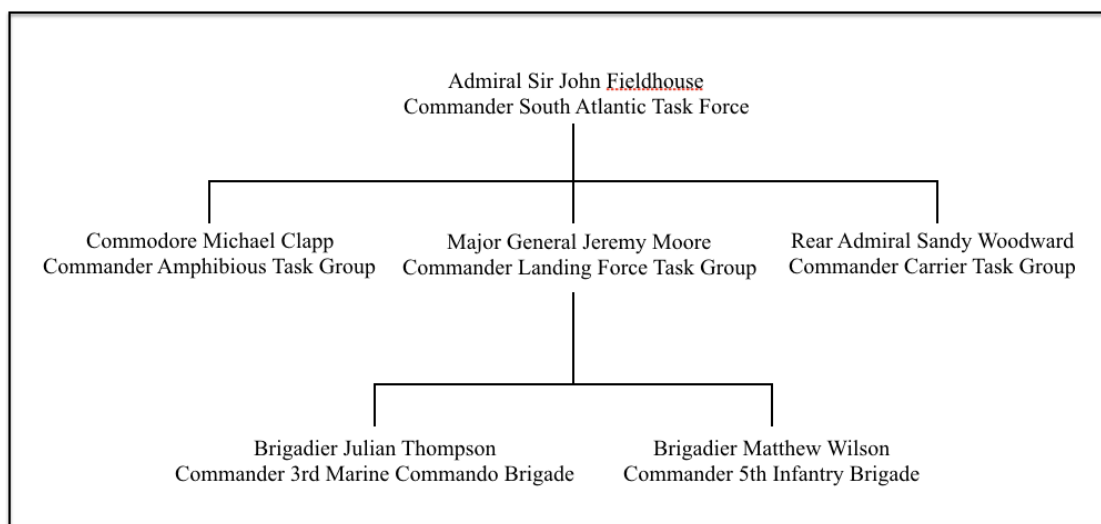 Admiral Sir John Fieldhouse
Commander South Atlantic Task Force
Commodore Michael Clapp
Commander Amphibious Task Group
Major General Jeremy Moore
Commander Landing Force Task Group
Rear Admiral Sandy Woodward
Commander Carrier Task Group
Brigadier Julian Thompson
Commander 3rd Marine Commando Brigade
Brigadier Matthew Wilson
Commander 5th Infantry Brigade